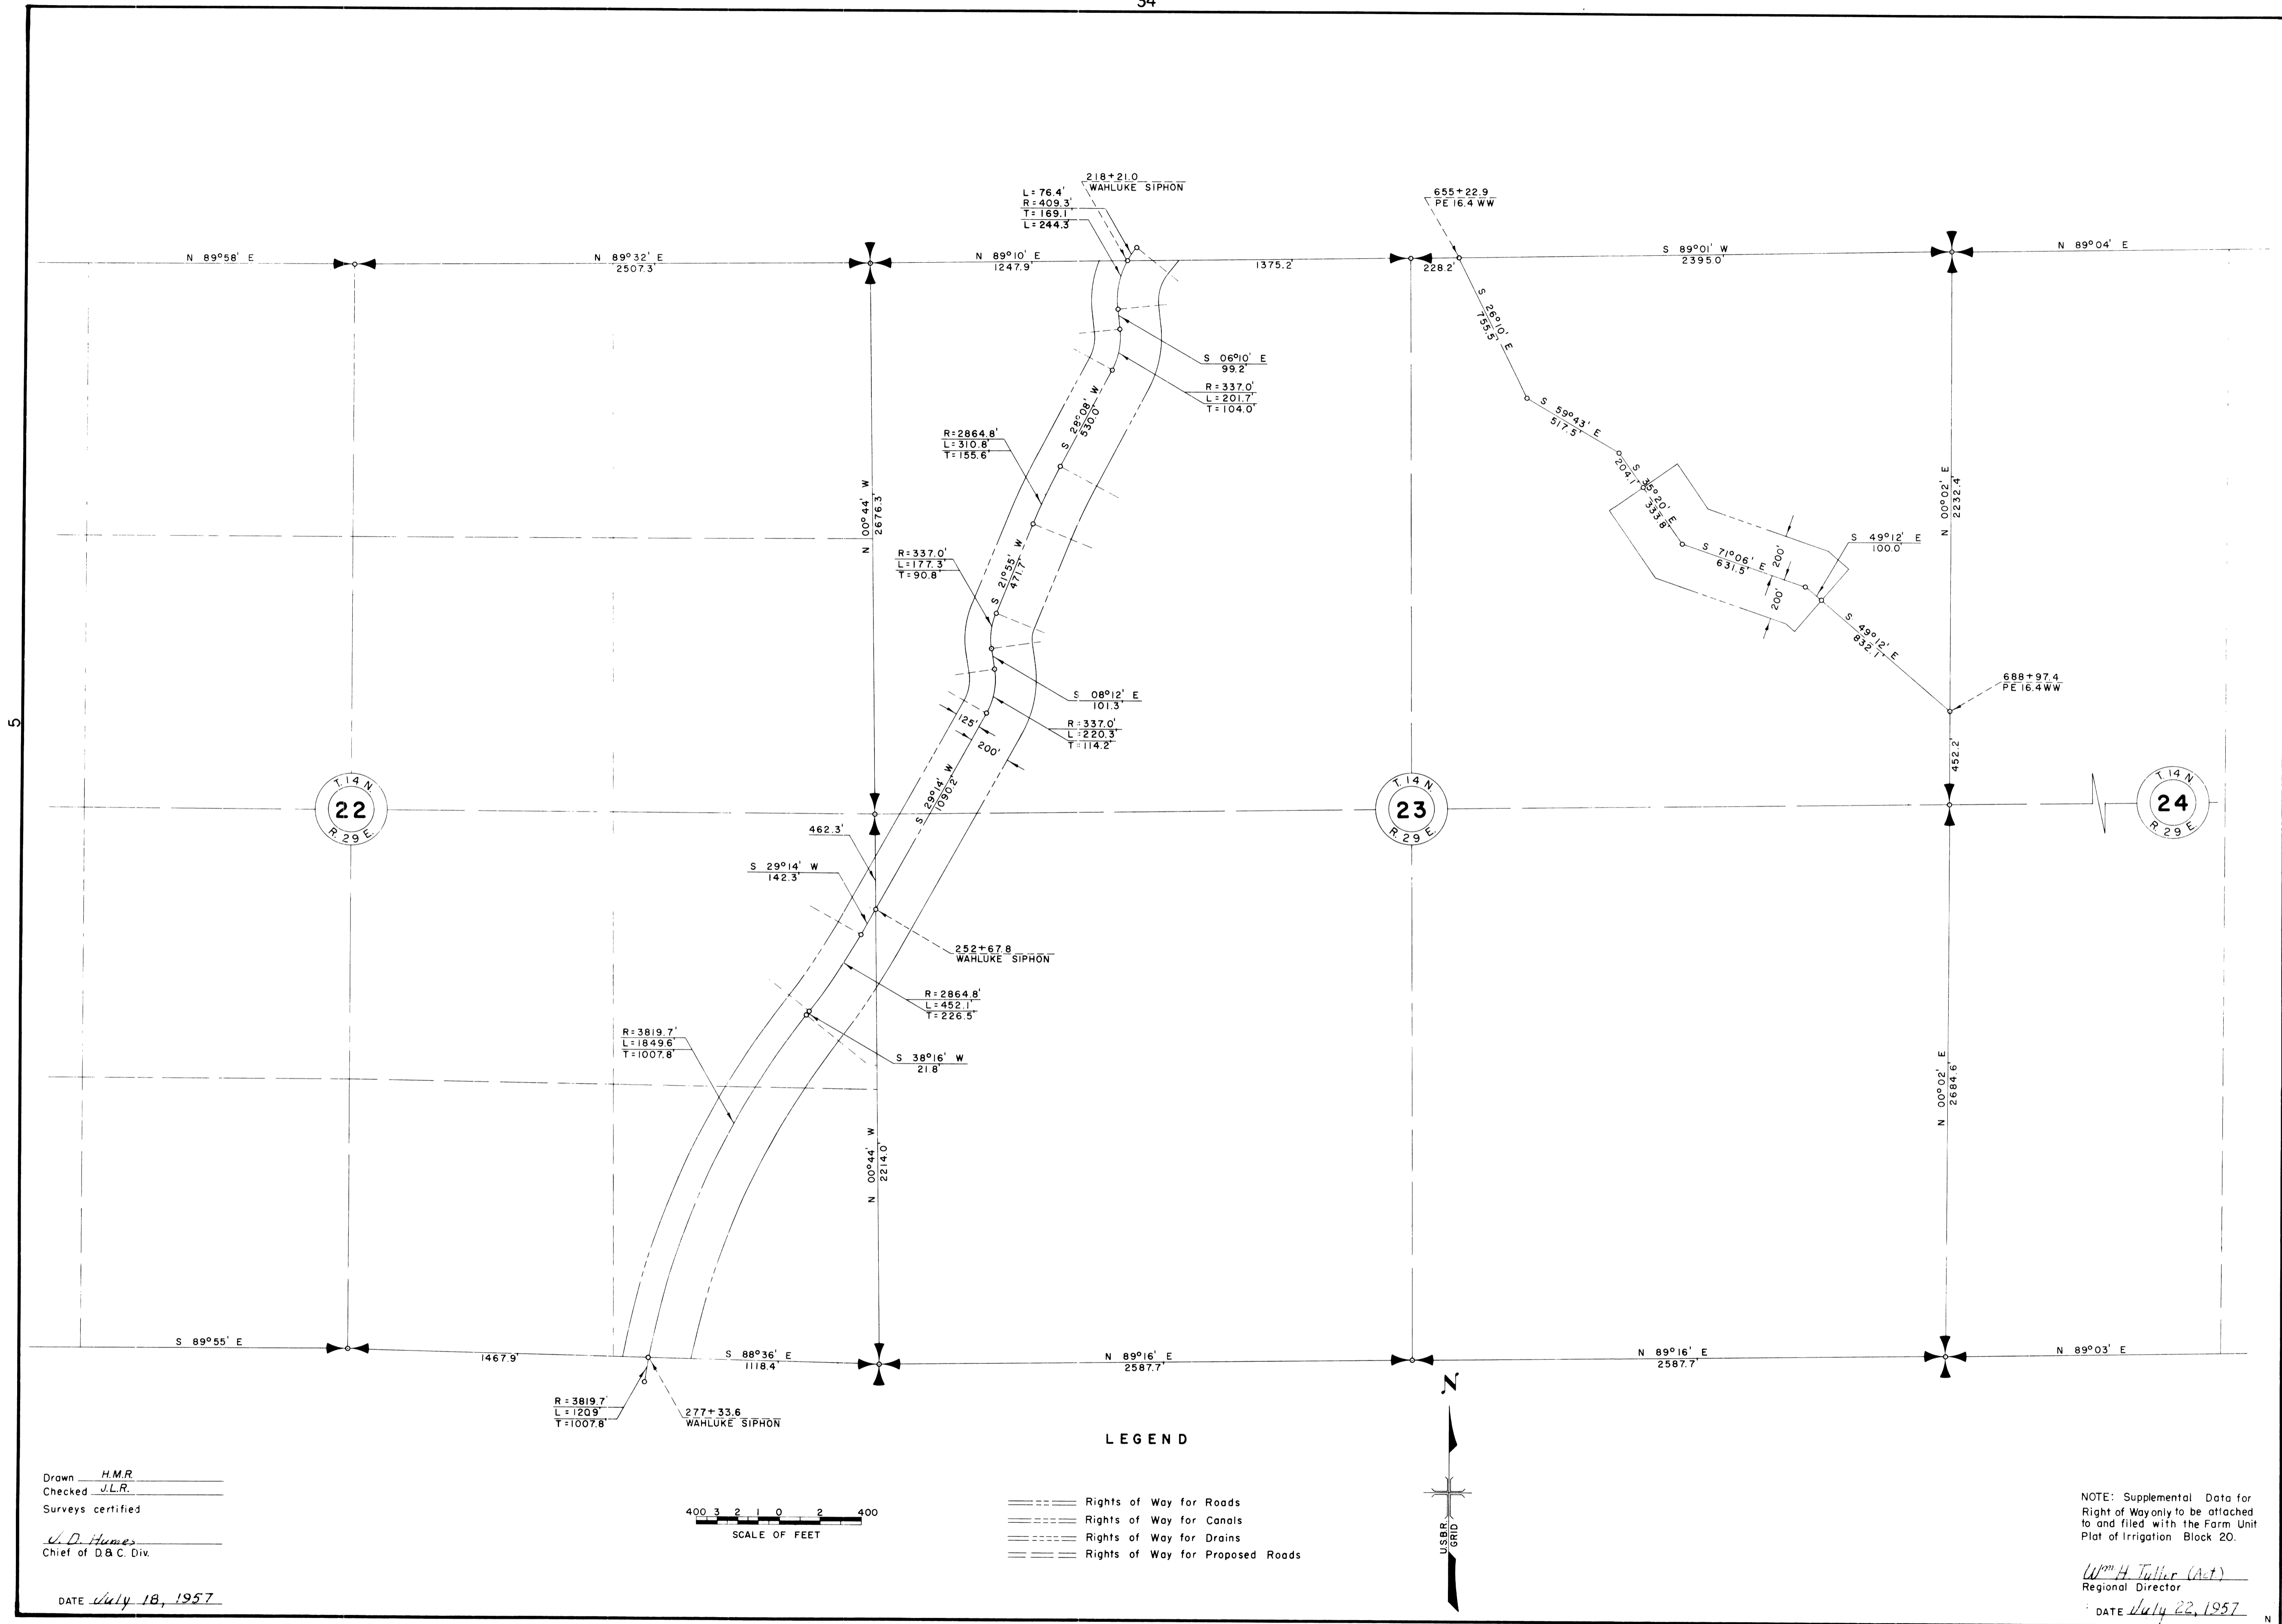 34
218+21.0
WAHLUKE SIPHON
L = 76.4'
R = 409.3'
T = 169.1'
L = 244.3'
655+22.9
PE 16.4 WW
N 89°58' E
N 89°32' E
2507.3'
N 89°10' E
1247.9'
1375.2'
228.2'
S 89°01' W
2395.0'
N 89°04' E
S 26°10' E
755.5'
S 06°10' E
99.2'
R = 337.0'
L = 201.7'
T = 104.0'
S 28°08' W
530.0'
S 59°43' E
517.5'
R = 2864.8'
L = 310.8'
T = 155.6'
S 35°20' E
204.1'
333.8'
N 00°44' W
2676.3'
N 00°02' E
2232.4'
S 49°12' E
100.0'
S 71°06' E
631.5'
200'
200'
R = 337.0'
L = 177.3'
T = 90.8'
S 21°55' W
471.7'
S 49°12' E
832.1'
688+97.4
PE 16.4 WW
S 08°12' E
101.3'
R = 337.0'
L = 220.3'
T = 114.2'
125'
200'
5
S 29°14' W
1090.2'
452.2'
T. 14 N.
22
R. 29 E.
T. 14 N.
23
R. 29 E.
T. 14 N.
24
R. 29 E.
462.3'
S 29°14' W
142.3'
252+67.8
WAHLUKE SIPHON
R = 2864.8'
L = 452.1'
T = 226.5'
R = 3819.7'
L = 1849.6'
T = 1007.8'
S 38°16' W
21.8'
N 00°44' W
2214.0'
N 00°02' E
2684.6'
S 89°55' E
1467.9'
S 88°36' E
1118.4'
N 89°16' E
2587.7'
N 89°16' E
2587.7'
N 89°03' E
R = 3819.7'
L = 120.9'
T = 1007.8'
277+33.6
WAHLUKE SIPHON
N
LEGEND
Rights of Way for Roads
Rights of Way for Canals
Rights of Way for Drains
Rights of Way for Proposed Roads
U.S.B.R.
GRID
400 3 2 1 0 2 400
SCALE OF FEET
Drawn H.M.R.
Checked J.L.R.
Surveys certified
J. D. Humes
Chief of D.& C. Div.
DATE July 18, 1957
NOTE: Supplemental Data for
Right of Way only to be attached
to and filed with the Farm Unit
Plat of Irrigation Block 20.
Wm H. Tuller (Act)
Regional Director
DATE July 22, 1957
N